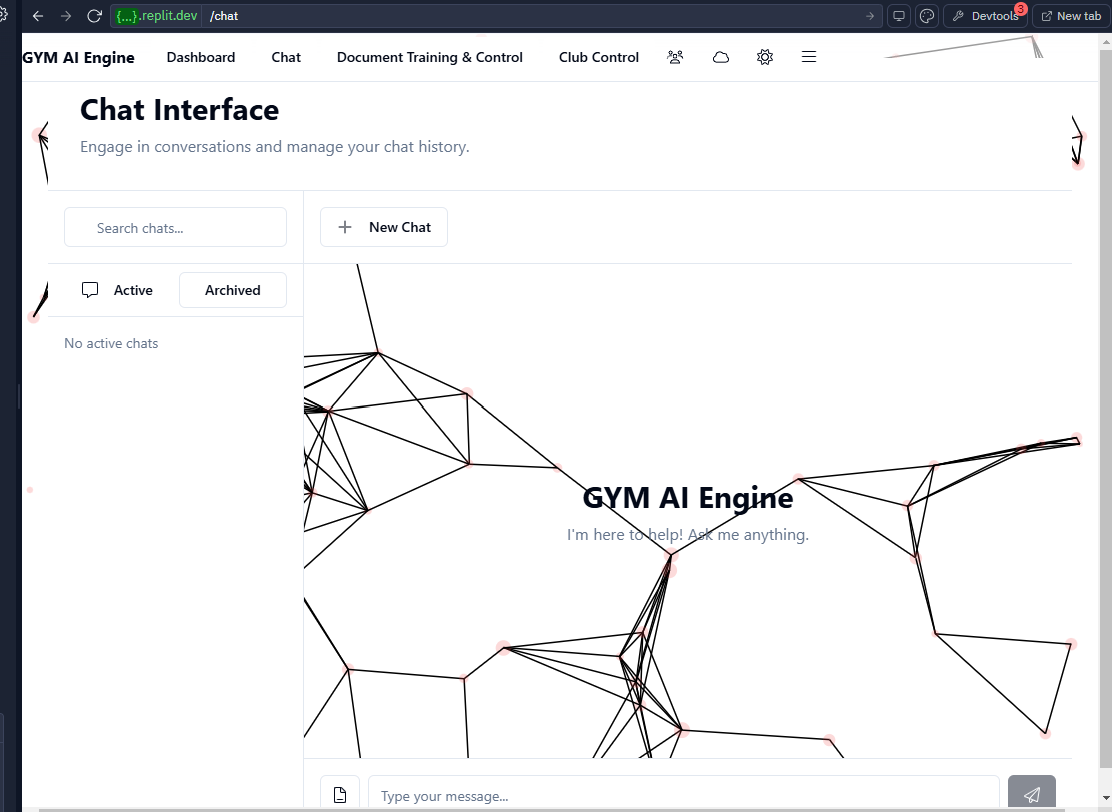 {...}.replit.dev /chat
Devtools 3
New tab
GYM AI Engine Dashboard Chat Document Training & Control Club Control
Chat Interface
Engage in conversations and manage your chat history.
Search chats...
New Chat
Active Archived
No active chats
GYM AI Engine
I'm here to help! Ask me anything.
Type your message...